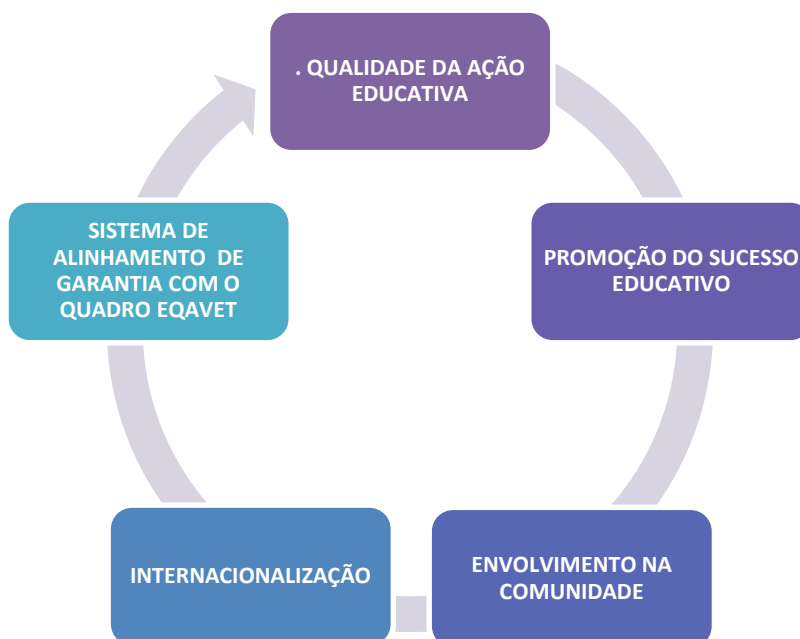 . QUALIDADE DA AÇÃO
EDUCATIVA
PROMOÇÃO DO SUCESSO
EDUCATIVO
ENVOLVIMENTO NA
COMUNIDADE
INTERNACIONALIZAÇÃO
SISTEMA DE
ALINHAMENTO DE
GARANTIA COM O
QUADRO EQAVET